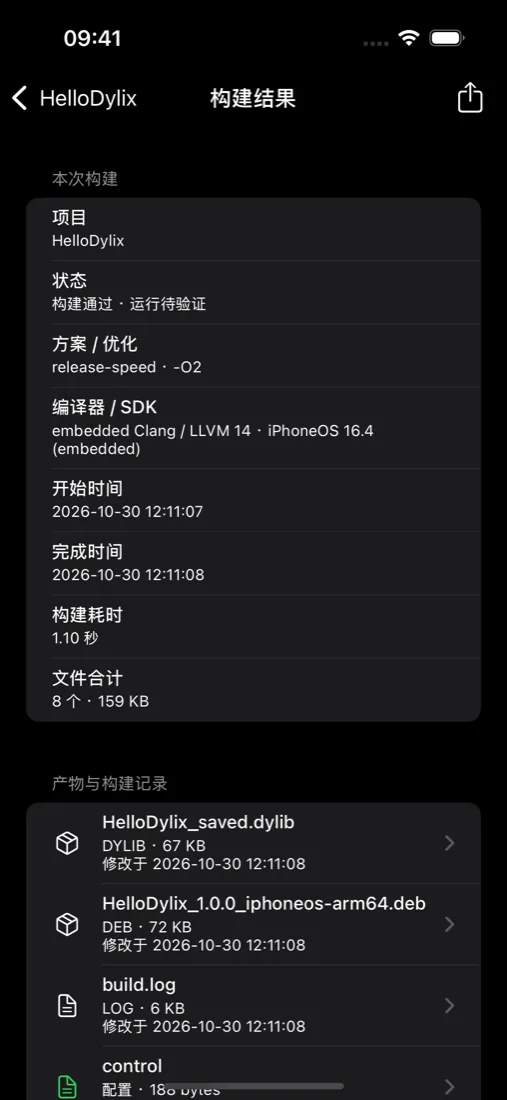 09:41
HelloDylix
构建结果
本次构建
项目
HelloDylix
状态
构建通过 · 运行待验证
方案 / 优化
release-speed · -O2
编译器 / SDK
embedded Clang / LLVM 14 · iPhoneOS 16.4
(embedded)
开始时间
2026-10-30 12:11:07
完成时间
2026-10-30 12:11:08
构建耗时
1.10 秒
文件合计
8 个 · 159 KB
产物与构建记录
HelloDylix_saved.dylib
DYLIB · 67 KB
修改于 2026-10-30 12:11:08
HelloDylix_1.0.0_iphoneos-arm64.deb
DEB · 72 KB
修改于 2026-10-30 12:11:08
build.log
LOG · 6 KB
修改于 2026-10-30 12:11:08
control
配置 · 188 bytes